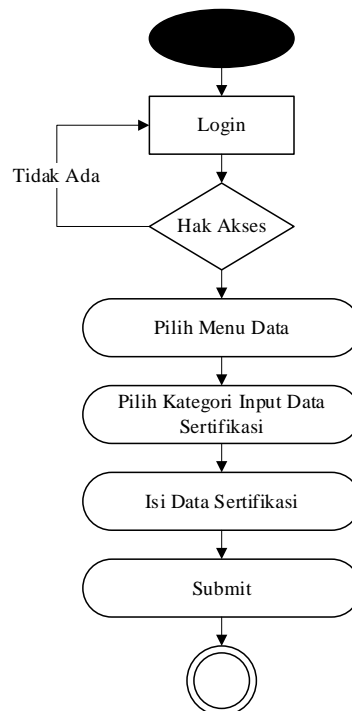 Login
Tidak Ada
Hak Akses
Pilih Menu Data
Pilih Kategori Input Data
Sertifikasi
Isi Data Sertifikasi
Submit